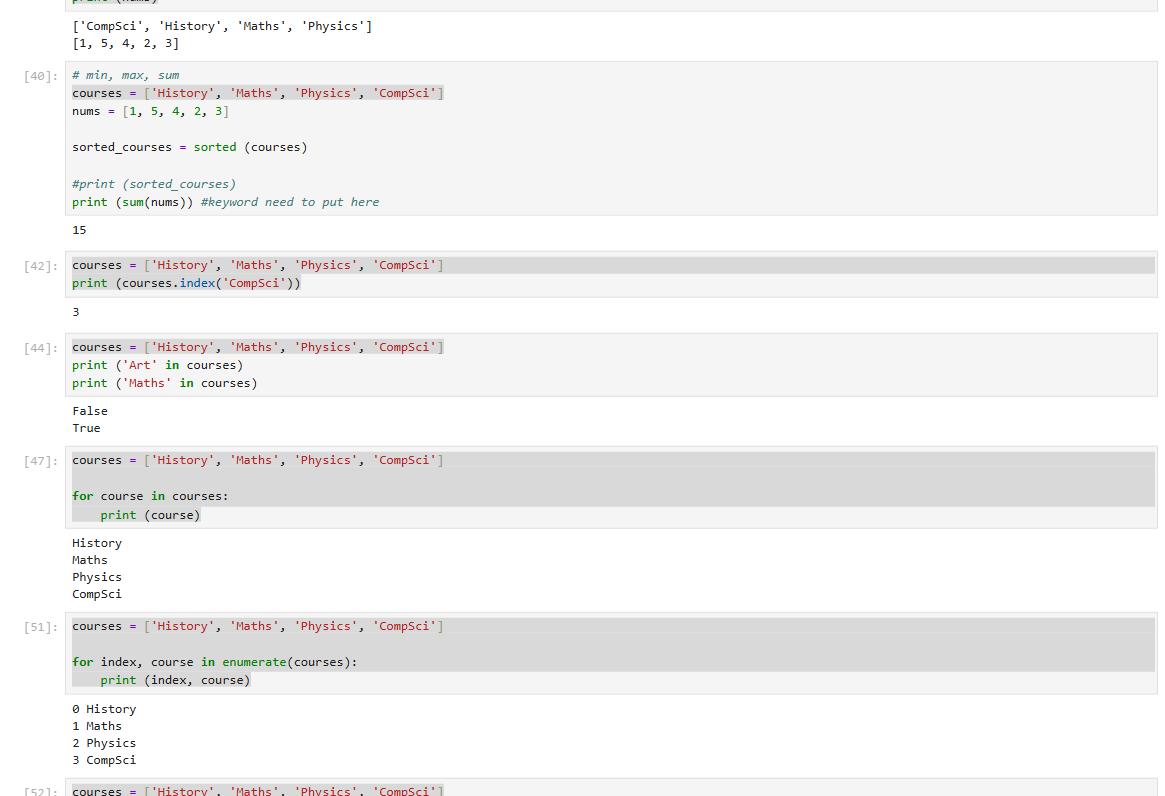 print (nums)
['CompSci', 'History', 'Maths', 'Physics']
[1, 5, 4, 2, 3]
[40]: # min, max, sum
courses = ['History', 'Maths', 'Physics', 'CompSci']
nums = [1, 5, 4, 2, 3]
sorted_courses = sorted (courses)
#print (sorted_courses)
print (sum(nums)) #keyword need to put here
15
[42]: courses = ['History', 'Maths', 'Physics', 'CompSci']
print (courses.index('CompSci'))
3
[44]: courses = ['History', 'Maths', 'Physics', 'CompSci']
print ('Art' in courses)
print ('Maths' in courses)
False
True
[47]: courses = ['History', 'Maths', 'Physics', 'CompSci']
for course in courses:
    print (course)
History
Maths
Physics
CompSci
[51]: courses = ['History', 'Maths', 'Physics', 'CompSci']
for index, course in enumerate(courses):
    print (index, course)
0 History
1 Maths
2 Physics
3 CompSci
[52]: courses = ['History', 'Maths', 'Physics', 'CompSci']